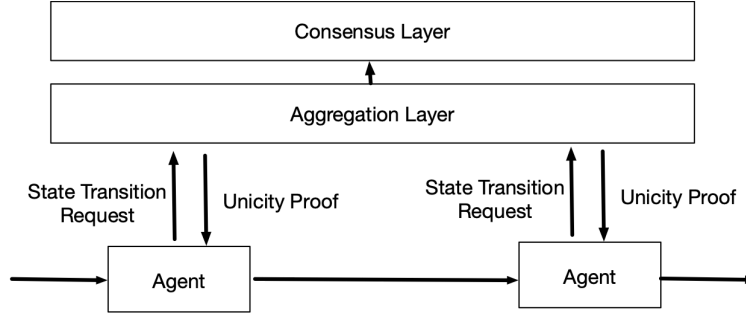 Consensus Layer
Aggregation Layer
State Transition
Request
Unicity Proof
State Transition
Request
Unicity Proof
Agent
Agent